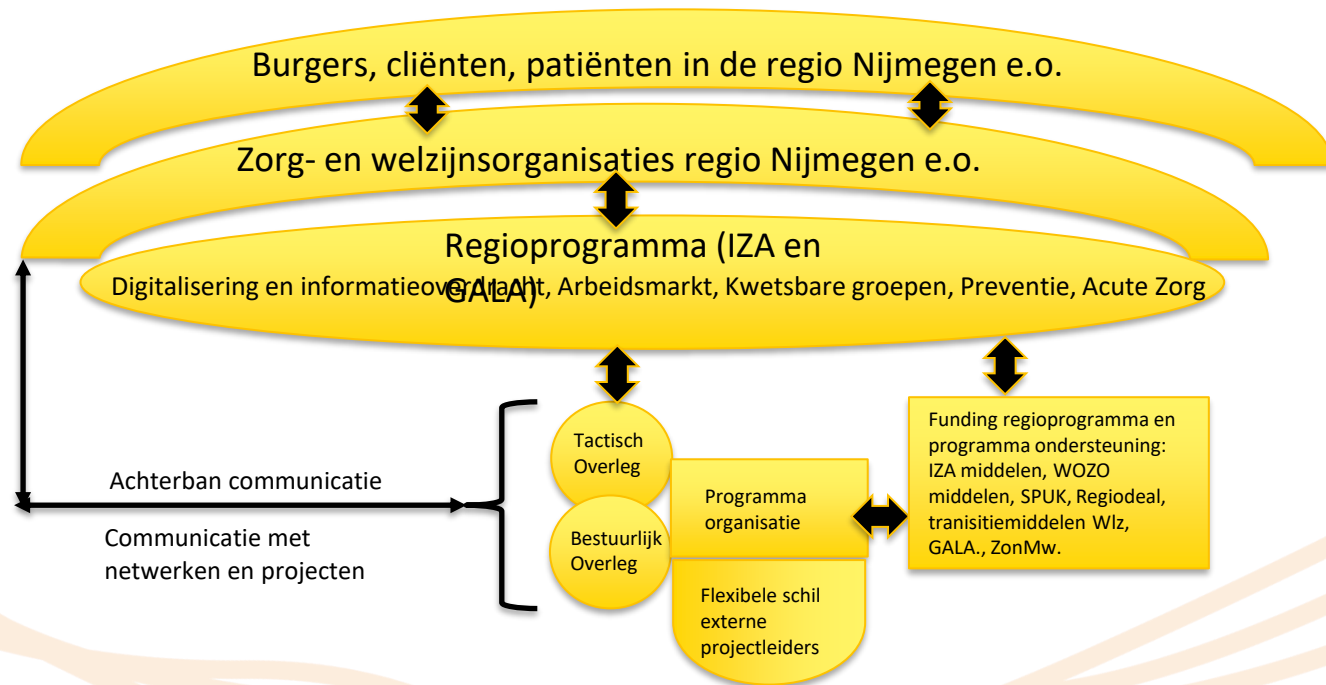 Burgers, cliënten, patiënten in de regio Nijmegen e.o.
Zorg- en welzijnsorganisaties regio Nijmegen e.o.
Regioprogramma (IZA en
GALA)
Digitalisering en informatieoverdracht, Arbeidsmarkt, Kwetsbare groepen, Preventie, Acute Zorg
Achterban communicatie
Communicatie met
netwerken en projecten
Tactisch
Overleg
Bestuurlijk
Overleg
Programma
organisatie
Flexibele schil
externe
projectleiders
Funding regioprogramma en
programma ondersteuning:
IZA middelen, WOZO
middelen, SPUK, Regiodeal,
transitiemiddelen Wlz,
GALA., ZonMw.